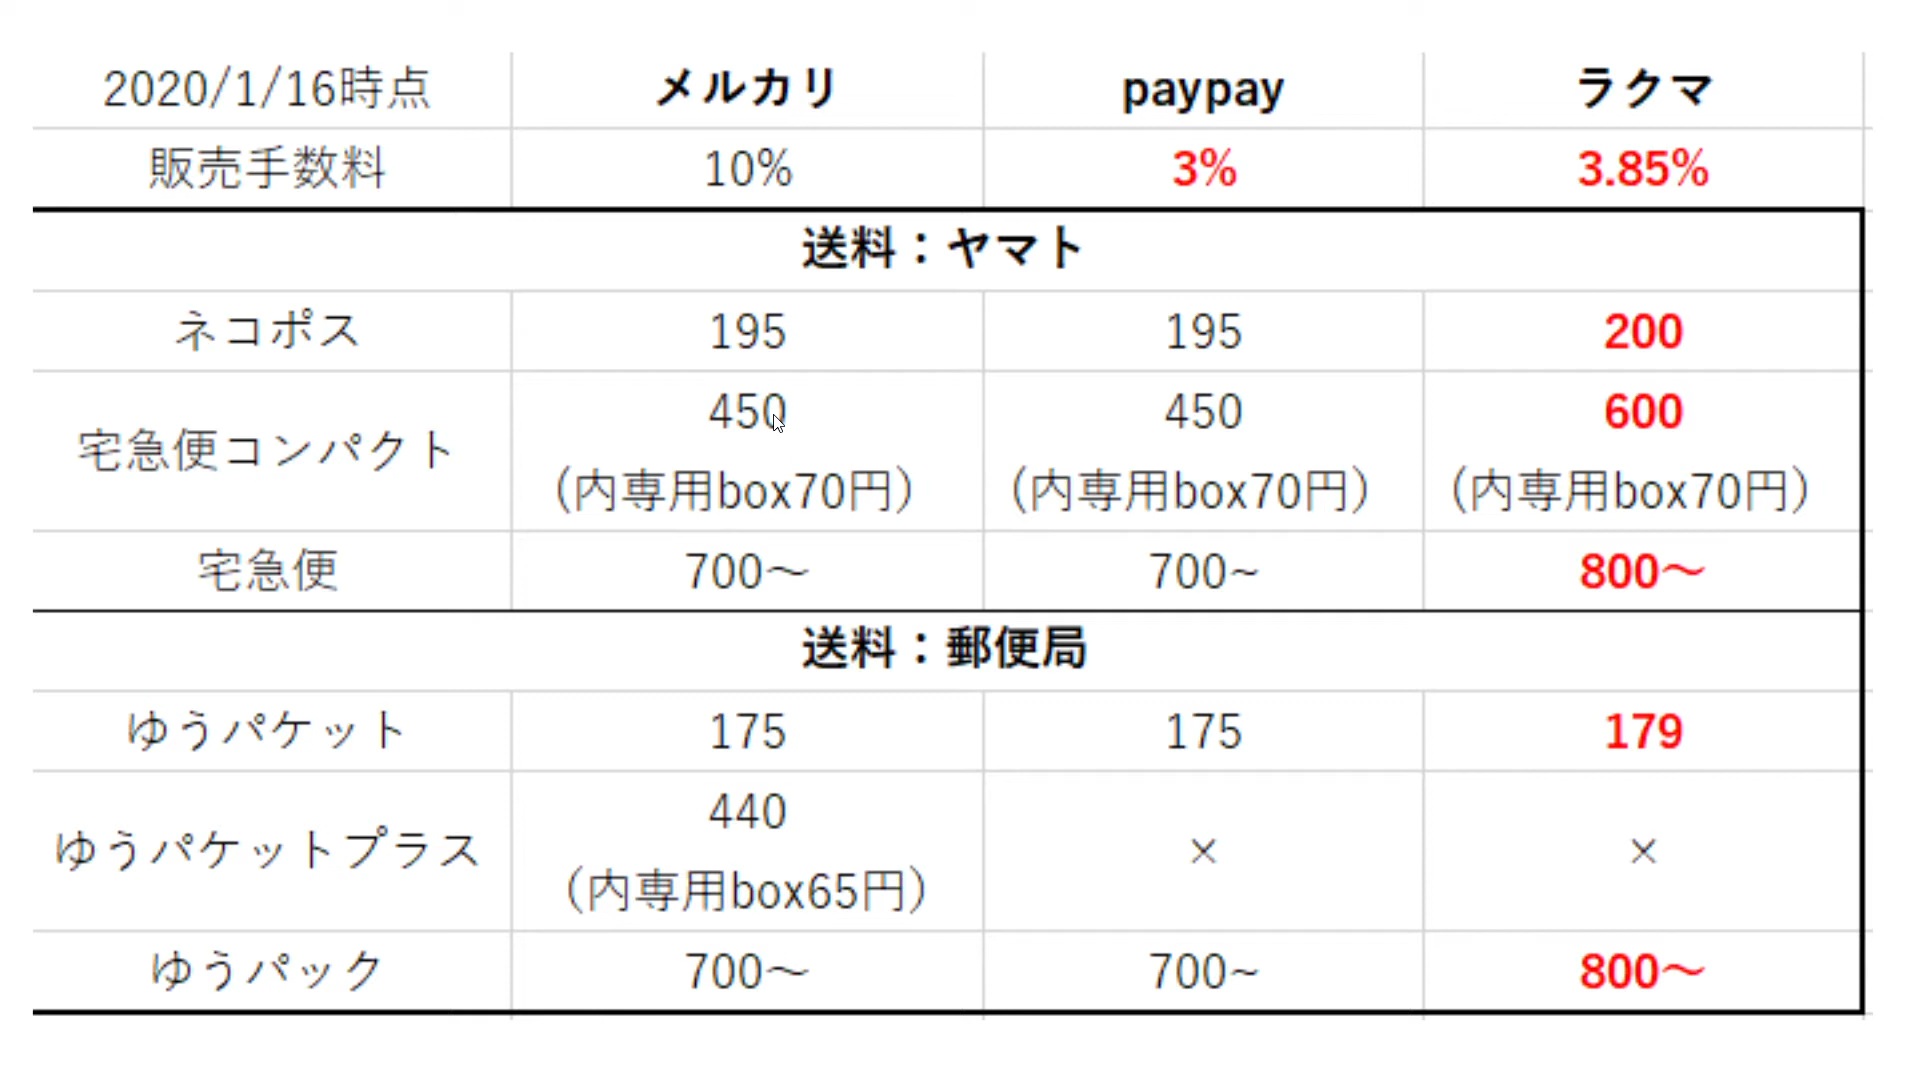 2020/1/16時点 メルカリ paypay ラクマ
販売手数料 10% 3% 3.85%
送料：ヤマト
ネコポス 195 195 200
宅急便コンパクト 450 450 600
（内専用box70円） （内専用box70円） （内専用box70円）
宅急便 700～ 700~ 800～
送料：郵便局
ゆうパケット 175 175 179
ゆうパケットプラス 440 × ×
（内専用box65円）
ゆうパック 700～ 700~ 800～